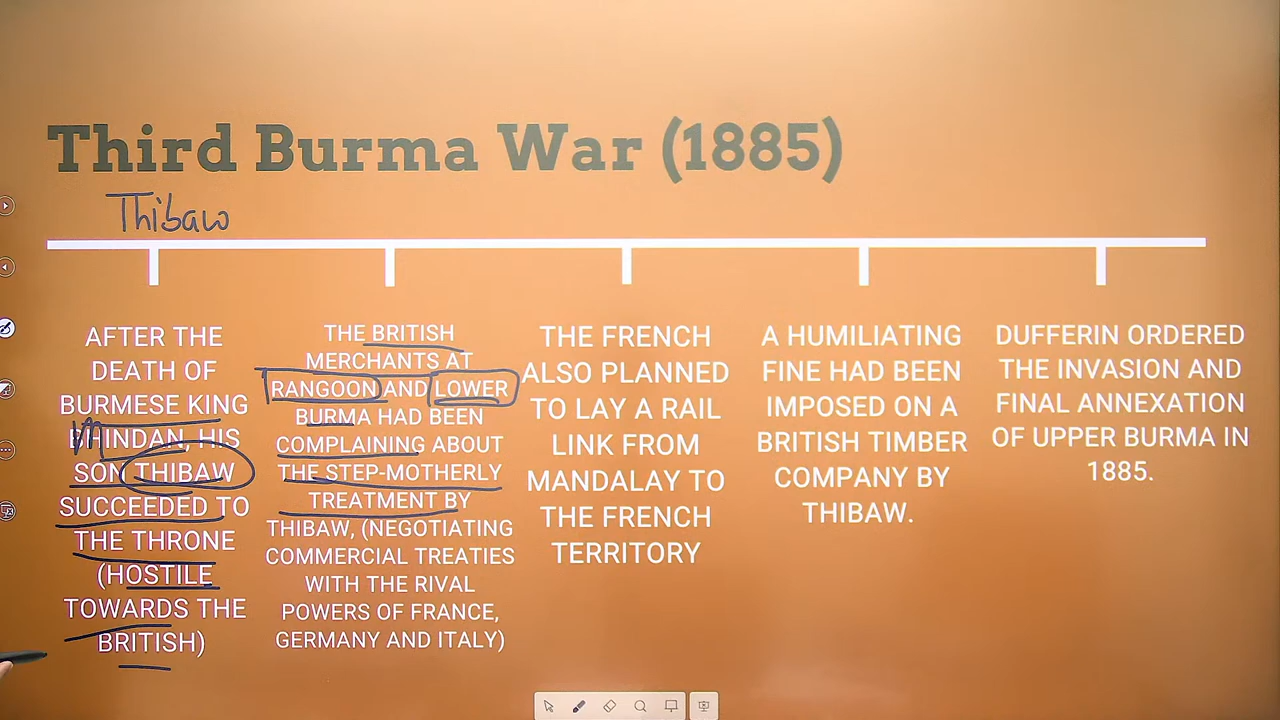 Third Burma War (1885)
Thibaw
AFTER THE
DEATH OF
BURMESE KING
BHINDAN, HIS
m
SON THIBAW
SUCCEEDED TO
THE THRONE
(HOSTILE
TOWARDS THE
BRITISH)
THE BRITISH
MERCHANTS AT
RANGOON AND LOWER
BURMA HAD BEEN
COMPLAINING ABOUT
THE STEP-MOTHERLY
TREATMENT BY
THIBAW, (NEGOTIATING
COMMERCIAL TREATIES
WITH THE RIVAL
POWERS OF FRANCE,
GERMANY AND ITALY)
THE FRENCH
ALSO PLANNED
TO LAY A RAIL
LINK FROM
MANDALAY TO
THE FRENCH
TERRITORY
A HUMILIATING
FINE HAD BEEN
IMPOSED ON A
BRITISH TIMBER
COMPANY BY
THIBAW.
DUFFERIN ORDERED
THE INVASION AND
FINAL ANNEXATION
OF UPPER BURMA IN
1885.